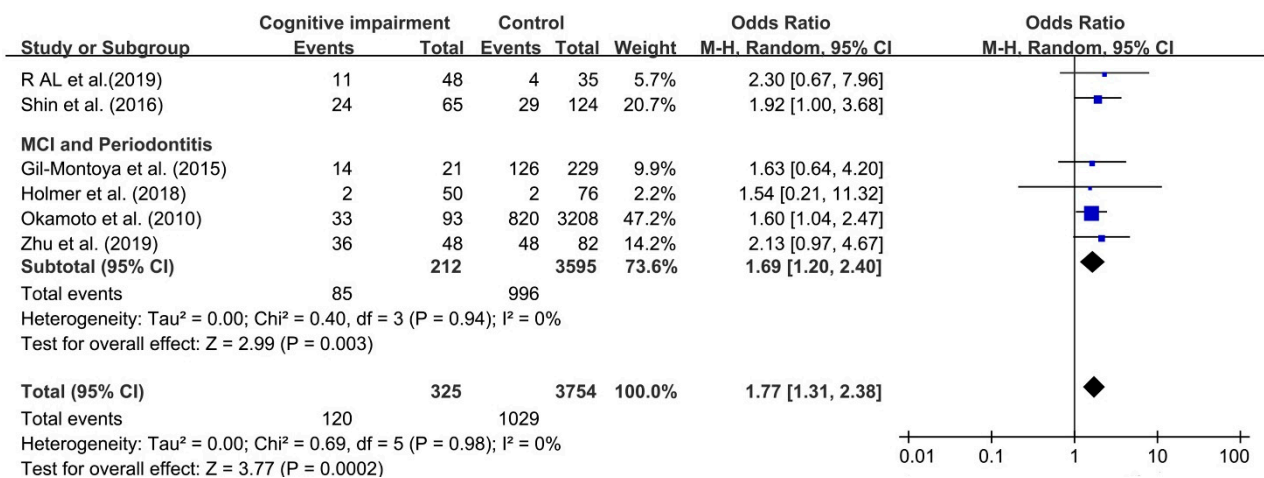 Cognitive impairment Control Odds Ratio Odds Ratio
Study or Subgroup Events Total Events Total Weight M-H, Random, 95% CI M-H, Random, 95% CI
R AL et al.(2019) 11 48 4 35 5.7% 2.30 [0.67, 7.96]
Shin et al. (2016) 24 65 29 124 20.7% 1.92 [1.00, 3.68]
MCI and Periodontitis
Gil-Montoya et al. (2015) 14 21 126 229 9.9% 1.63 [0.64, 4.20]
Holmer et al. (2018) 2 50 2 76 2.2% 1.54 [0.21, 11.32]
Okamoto et al. (2010) 33 93 820 3208 47.2% 1.60 [1.04, 2.47]
Zhu et al. (2019) 36 48 48 82 14.2% 2.13 [0.97, 4.67]
Subtotal (95% CI) 212 3595 73.6% 1.69 [1.20, 2.40]
Total events 85 996
Heterogeneity: Tau² = 0.00; Chi² = 0.40, df = 3 (P = 0.94); I² = 0%
Test for overall effect: Z = 2.99 (P = 0.003)
Total (95% CI) 325 3754 100.0% 1.77 [1.31, 2.38]
Total events 120 1029
Heterogeneity: Tau² = 0.00; Chi² = 0.69, df = 5 (P = 0.98); I² = 0%
Test for overall effect: Z = 3.77 (P = 0.0002)
0.01 0.1 1 10 100